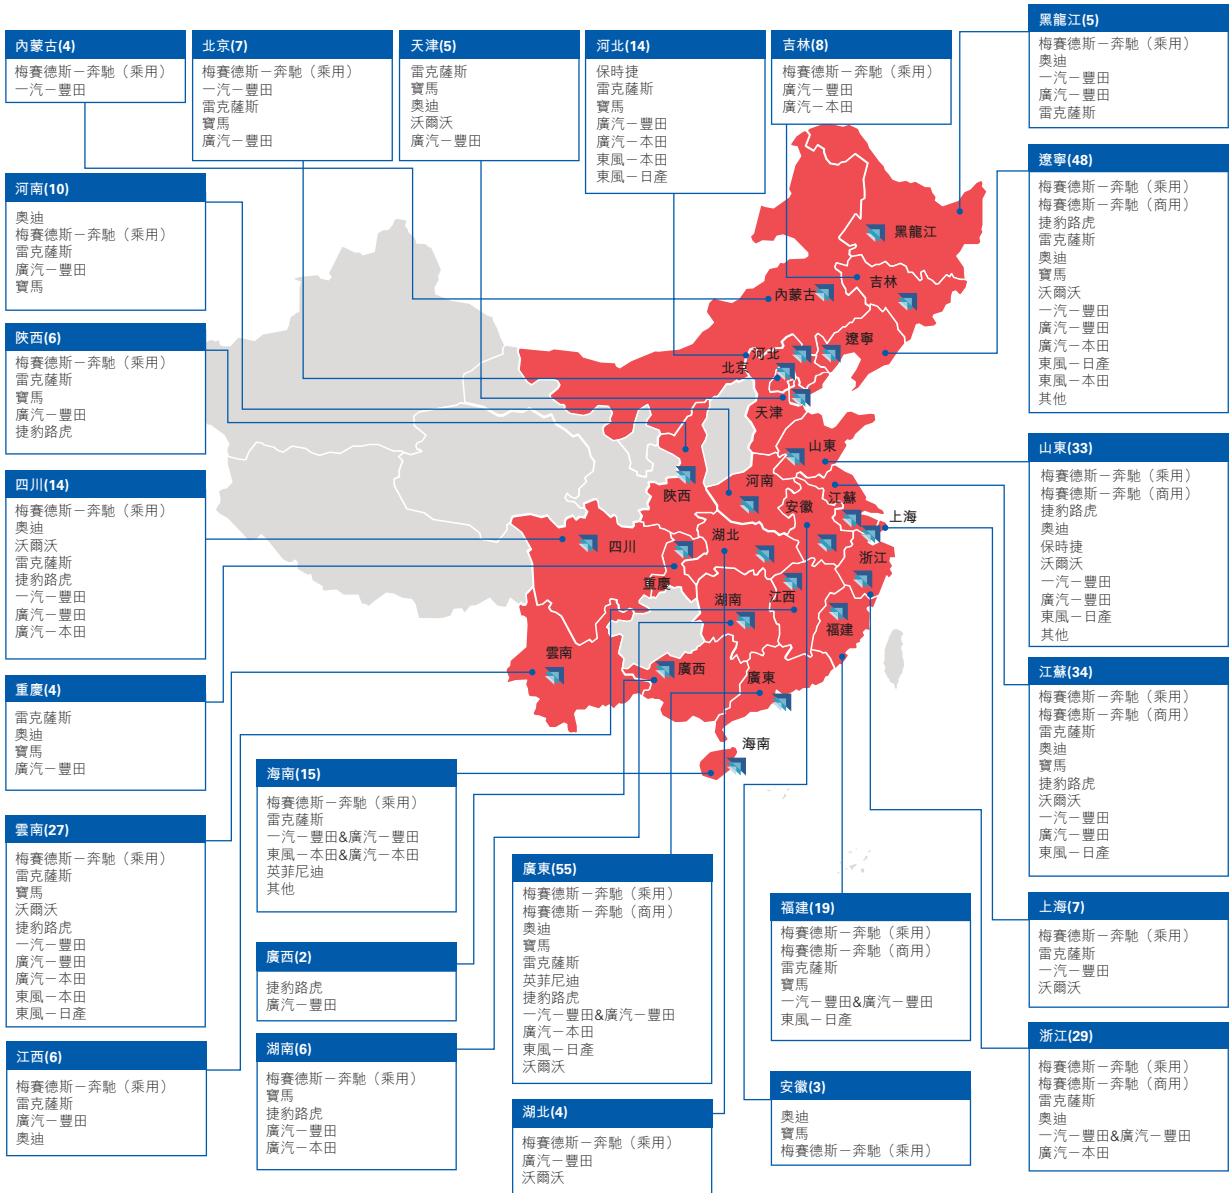 內蒙古(4)
梅賽德斯－奔馳（乘用）
一汽－豐田
北京(7)
梅賽德斯－奔馳（乘用）
一汽－豐田
雷克薩斯
寶馬
廣汽－豐田
天津(5)
雷克薩斯
寶馬
奧迪
沃爾沃
廣汽－豐田
河北(14)
保時捷
雷克薩斯
寶馬
廣汽－豐田
廣汽－本田
東風－本田
東風－日產
吉林(8)
梅賽德斯－奔馳（乘用）
廣汽－豐田
廣汽－本田
黑龍江(5)
梅賽德斯－奔馳（乘用）
奧迪
一汽－豐田
廣汽－豐田
雷克薩斯
河南(10)
奧迪
梅賽德斯－奔馳（乘用）
雷克薩斯
廣汽－豐田
寶馬
陝西(6)
梅賽德斯－奔馳（乘用）
雷克薩斯
寶馬
廣汽－豐田
捷豹路虎
四川(14)
梅賽德斯－奔馳（乘用）
奧迪
沃爾沃
雷克薩斯
捷豹路虎
一汽－豐田
廣汽－豐田
廣汽－本田
重慶(4)
雷克薩斯
奧迪
寶馬
廣汽－豐田
雲南(27)
梅賽德斯－奔馳（乘用）
雷克薩斯
寶馬
沃爾沃
捷豹路虎
一汽－豐田
廣汽－豐田
廣汽－本田
東風－本田
東風－日產
江西(6)
梅賽德斯－奔馳（乘用）
雷克薩斯
廣汽－豐田
奧迪
黑龍江
吉林
內蒙古
遼寧
河北
北京
天津
山東
河南
陝西
江蘇
安徽
上海
湖北
四川
浙江
重慶
江西
湖南
福建
雲南
廣西
廣東
海南
海南(15)
梅賽德斯－奔馳（乘用）
雷克薩斯
一汽－豐田&廣汽－豐田
東風－本田&廣汽－本田
英菲尼迪
其他
廣西(2)
捷豹路虎
廣汽－豐田
湖南(6)
梅賽德斯－奔馳（乘用）
寶馬
捷豹路虎
廣汽－豐田
廣汽－本田
廣東(55)
梅賽德斯－奔馳（乘用）
梅賽德斯－奔馳（商用）
奧迪
寶馬
雷克薩斯
英菲尼迪
捷豹路虎
一汽－豐田&廣汽－豐田
廣汽－本田
東風－日產
沃爾沃
湖北(4)
梅賽德斯－奔馳（乘用）
廣汽－豐田
沃爾沃
福建(19)
梅賽德斯－奔馳（乘用）
梅賽德斯－奔馳（商用）
雷克薩斯
寶馬
一汽－豐田&廣汽－豐田
東風－日產
安徽(3)
奧迪
寶馬
梅賽德斯－奔馳（乘用）
遼寧(48)
梅賽德斯－奔馳（乘用）
梅賽德斯－奔馳（商用）
捷豹路虎
雷克薩斯
奧迪
寶馬
沃爾沃
一汽－豐田
廣汽－豐田
廣汽－本田
東風－日產
東風－本田
其他
山東(33)
梅賽德斯－奔馳（乘用）
梅賽德斯－奔馳（商用）
捷豹路虎
奧迪
保時捷
沃爾沃
一汽－豐田
廣汽－豐田
東風－日產
其他
江蘇(34)
梅賽德斯－奔馳（乘用）
梅賽德斯－奔馳（商用）
雷克薩斯
奧迪
寶馬
捷豹路虎
沃爾沃
一汽－豐田
廣汽－豐田
東風－日產
上海(7)
梅賽德斯－奔馳（乘用）
雷克薩斯
一汽－豐田
沃爾沃
浙江(29)
梅賽德斯－奔馳（乘用）
梅賽德斯－奔馳（商用）
雷克薩斯
奧迪
一汽－豐田&廣汽－豐田
廣汽－本田